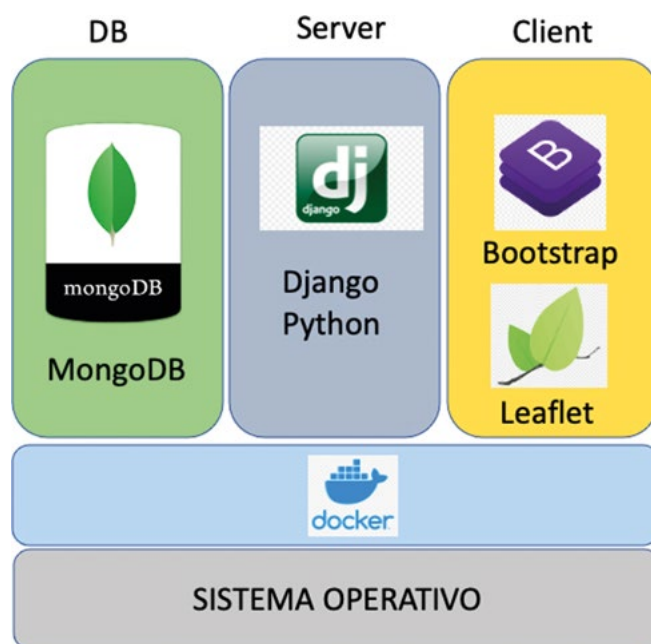 DB
Server
Client
mongoDB
MongoDB
dj
django
Django
Python
B
Bootstrap
Leaflet
docker
SISTEMA OPERATIVO